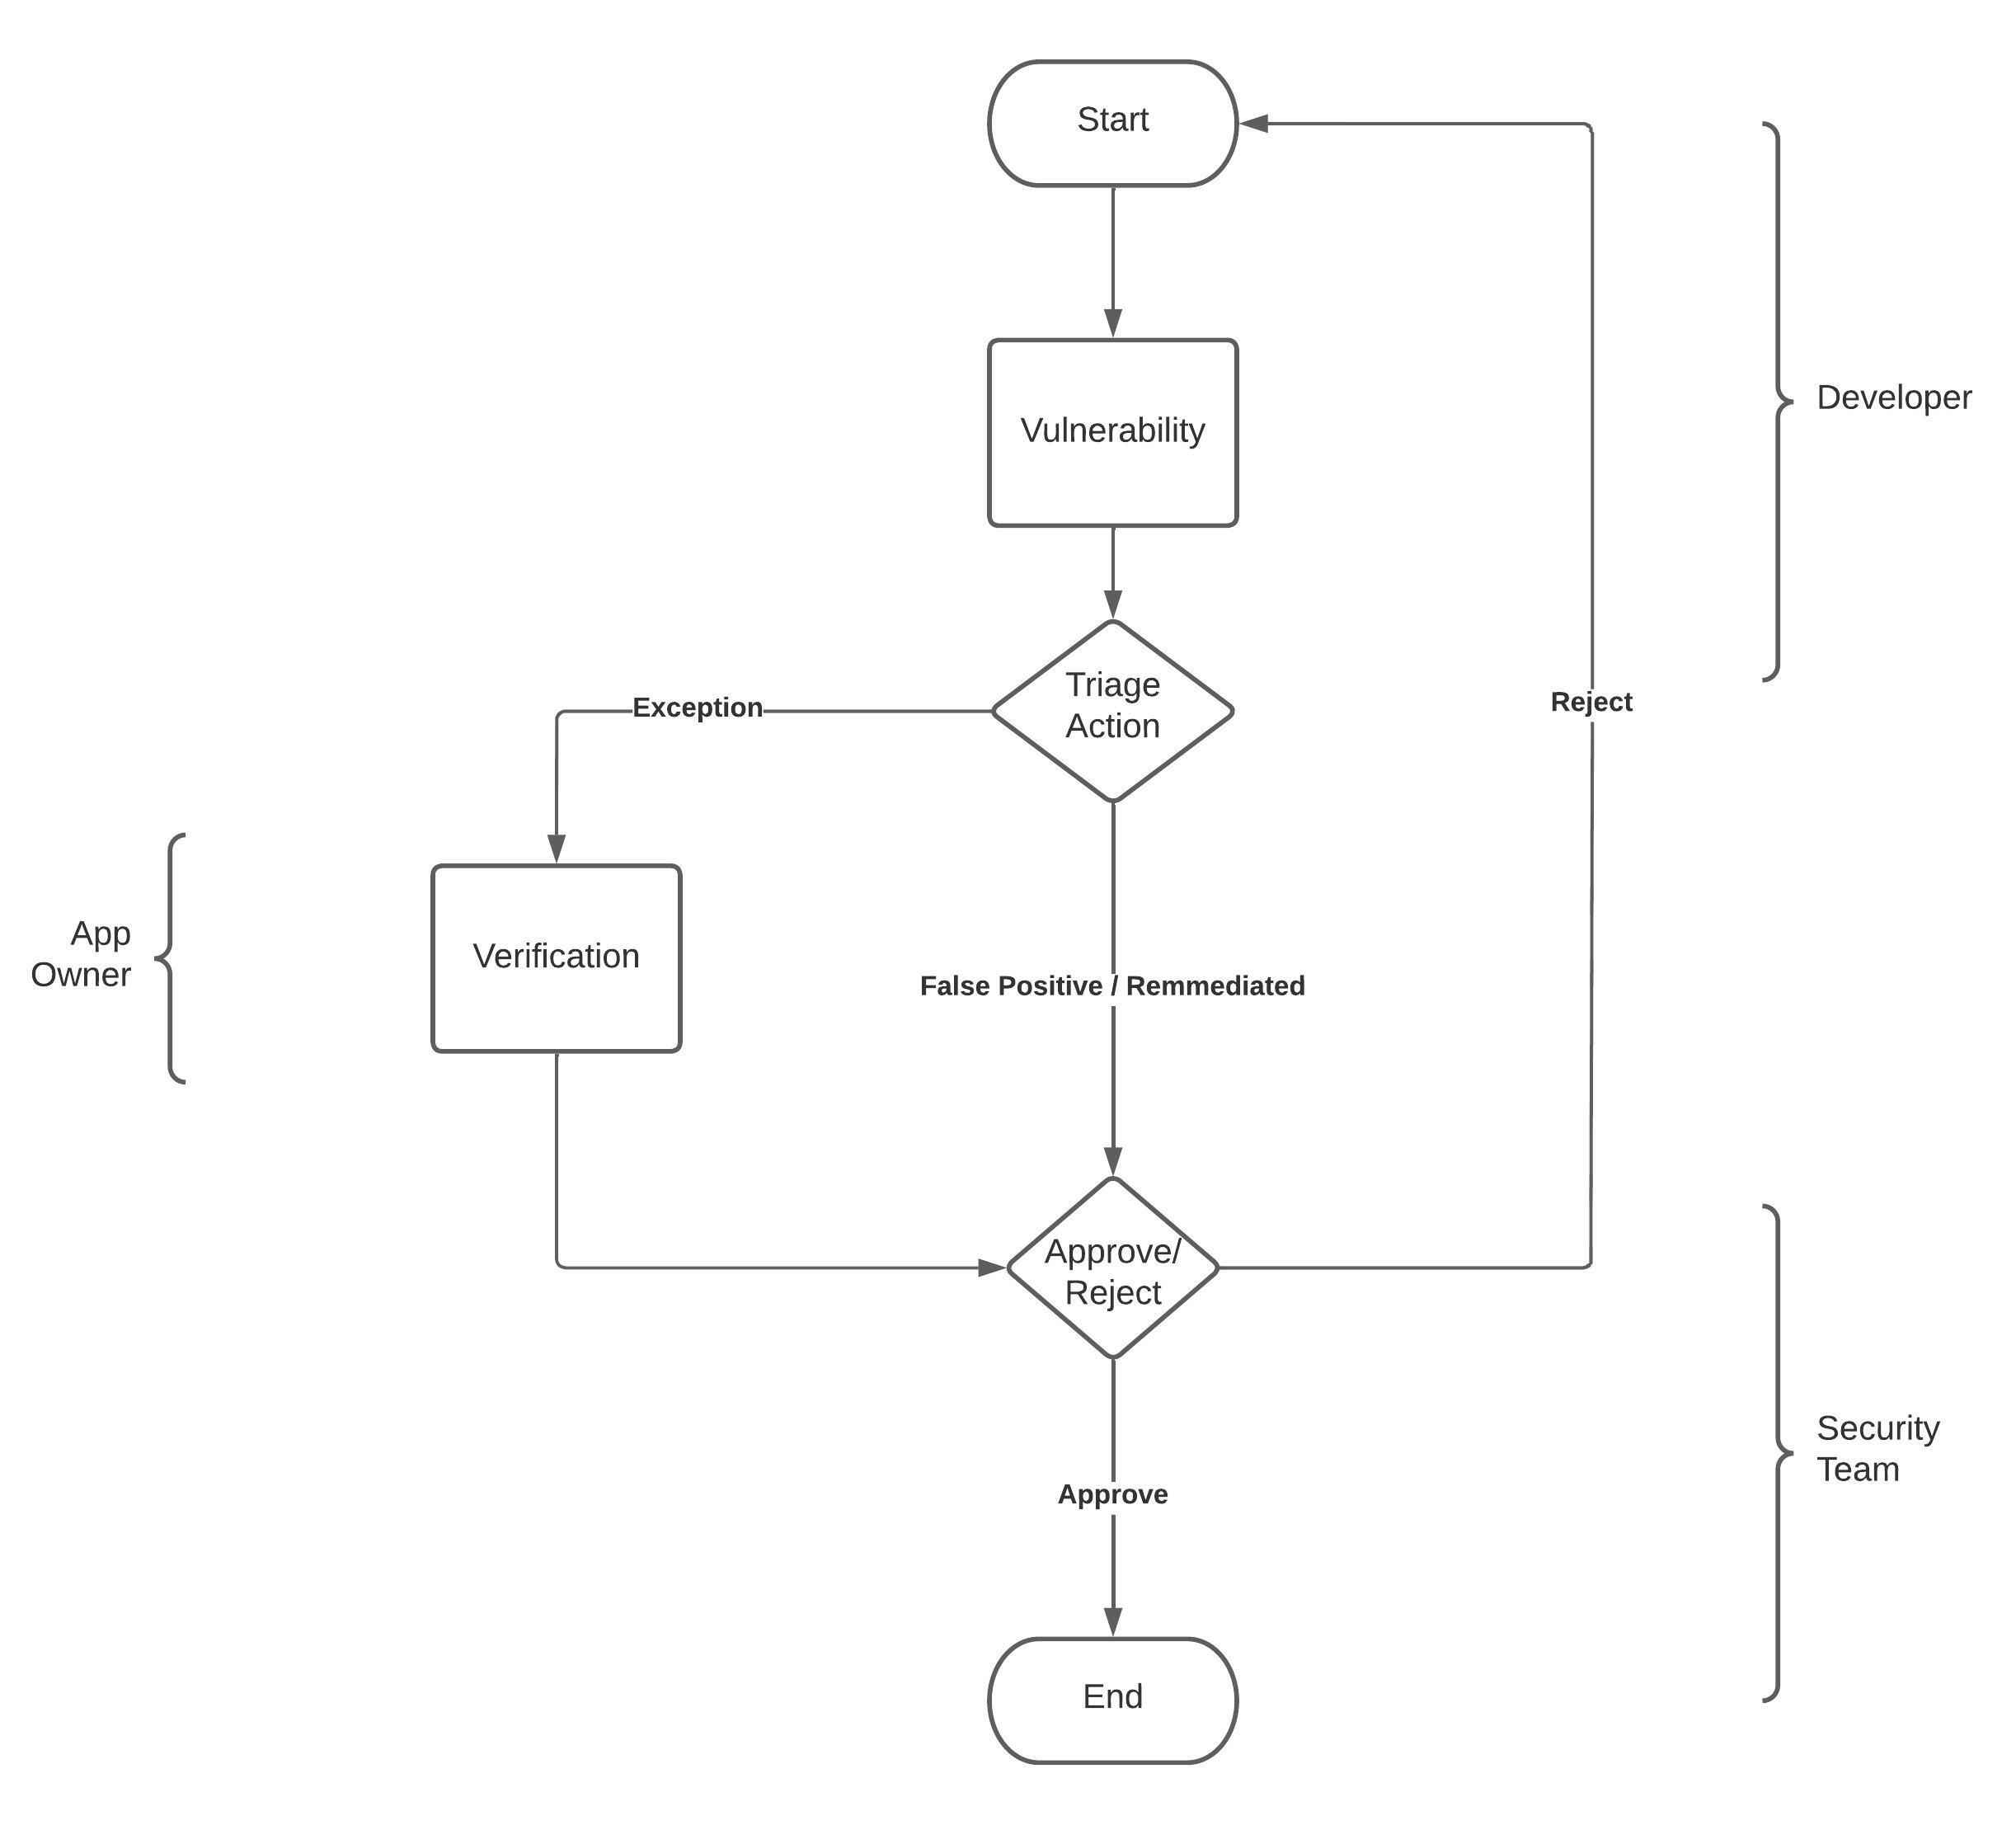 Start
Vulnerability
Developer
Triage
Action
Exception
Reject
App
Owner
Verification
False Positive / Remmediated
Approve/
Reject
Security
Team
Approve
End